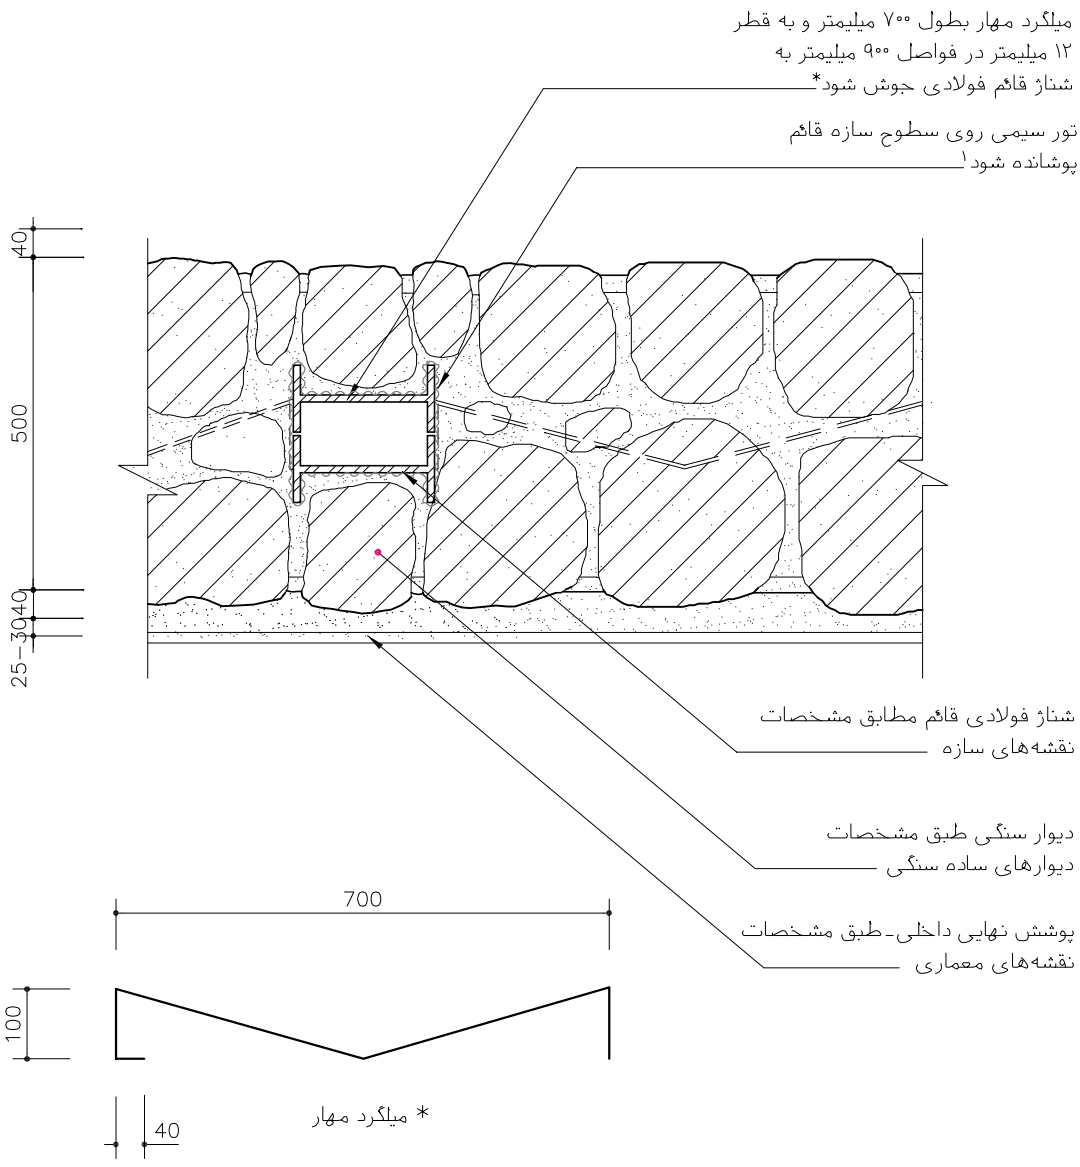 میلگرد مهار بطول ۷۰۰ میلیمتر و به قطر
۱۲ میلیمتر در فواصل ۹۰۰ میلیمتر به
شناژ قائم فولادی جوش شود*
تور سیمی روی سطوح سازه قائم
پوشانده شود۱
40
500
40
25-30
شناژ فولادی قائم مطابق مشخصات
نقشه‌های سازه
دیوار سنگی طبق مشخصات
دیوارهای ساده سنگی
پوشش نهایی داخلی-طبق مشخصات
نقشه‌های معماری
700
100
40
* میلگرد مهار